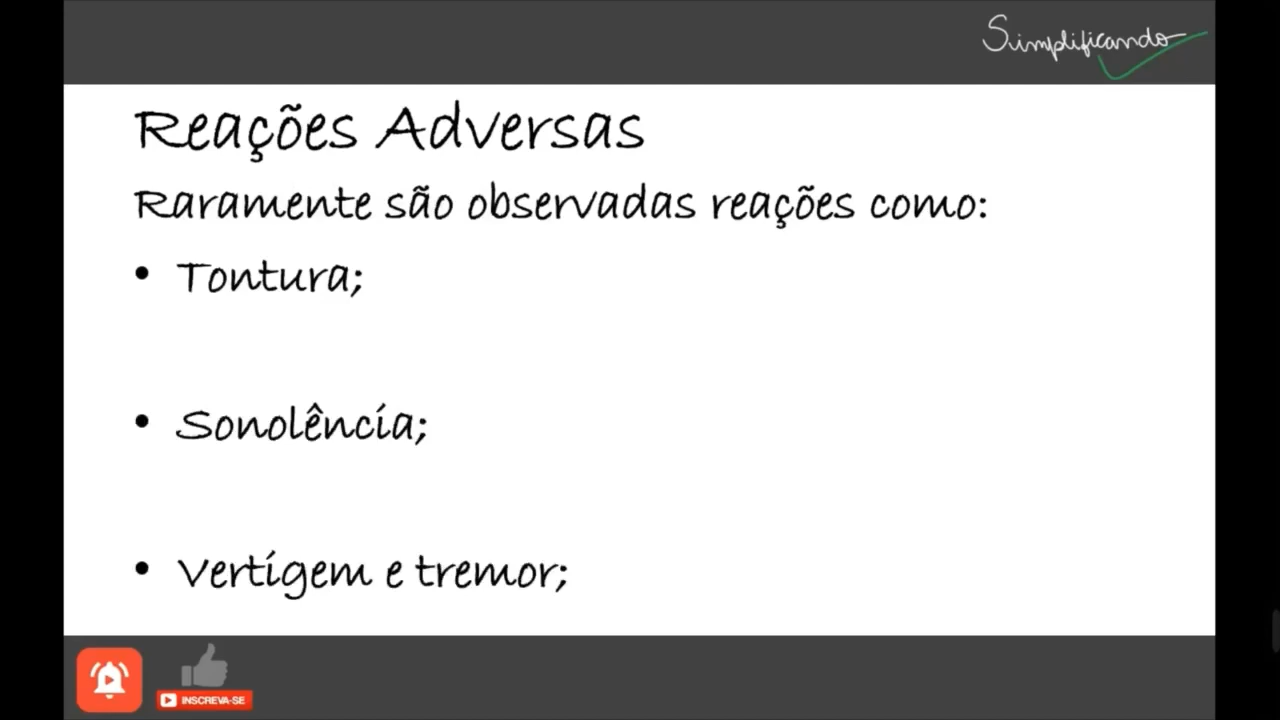 Simplificando
Reações Adversas
Raramente são observadas reações como:
• Tontura;
• Sonolência;
• Vertigem e tremor;
INSCREVA-SE